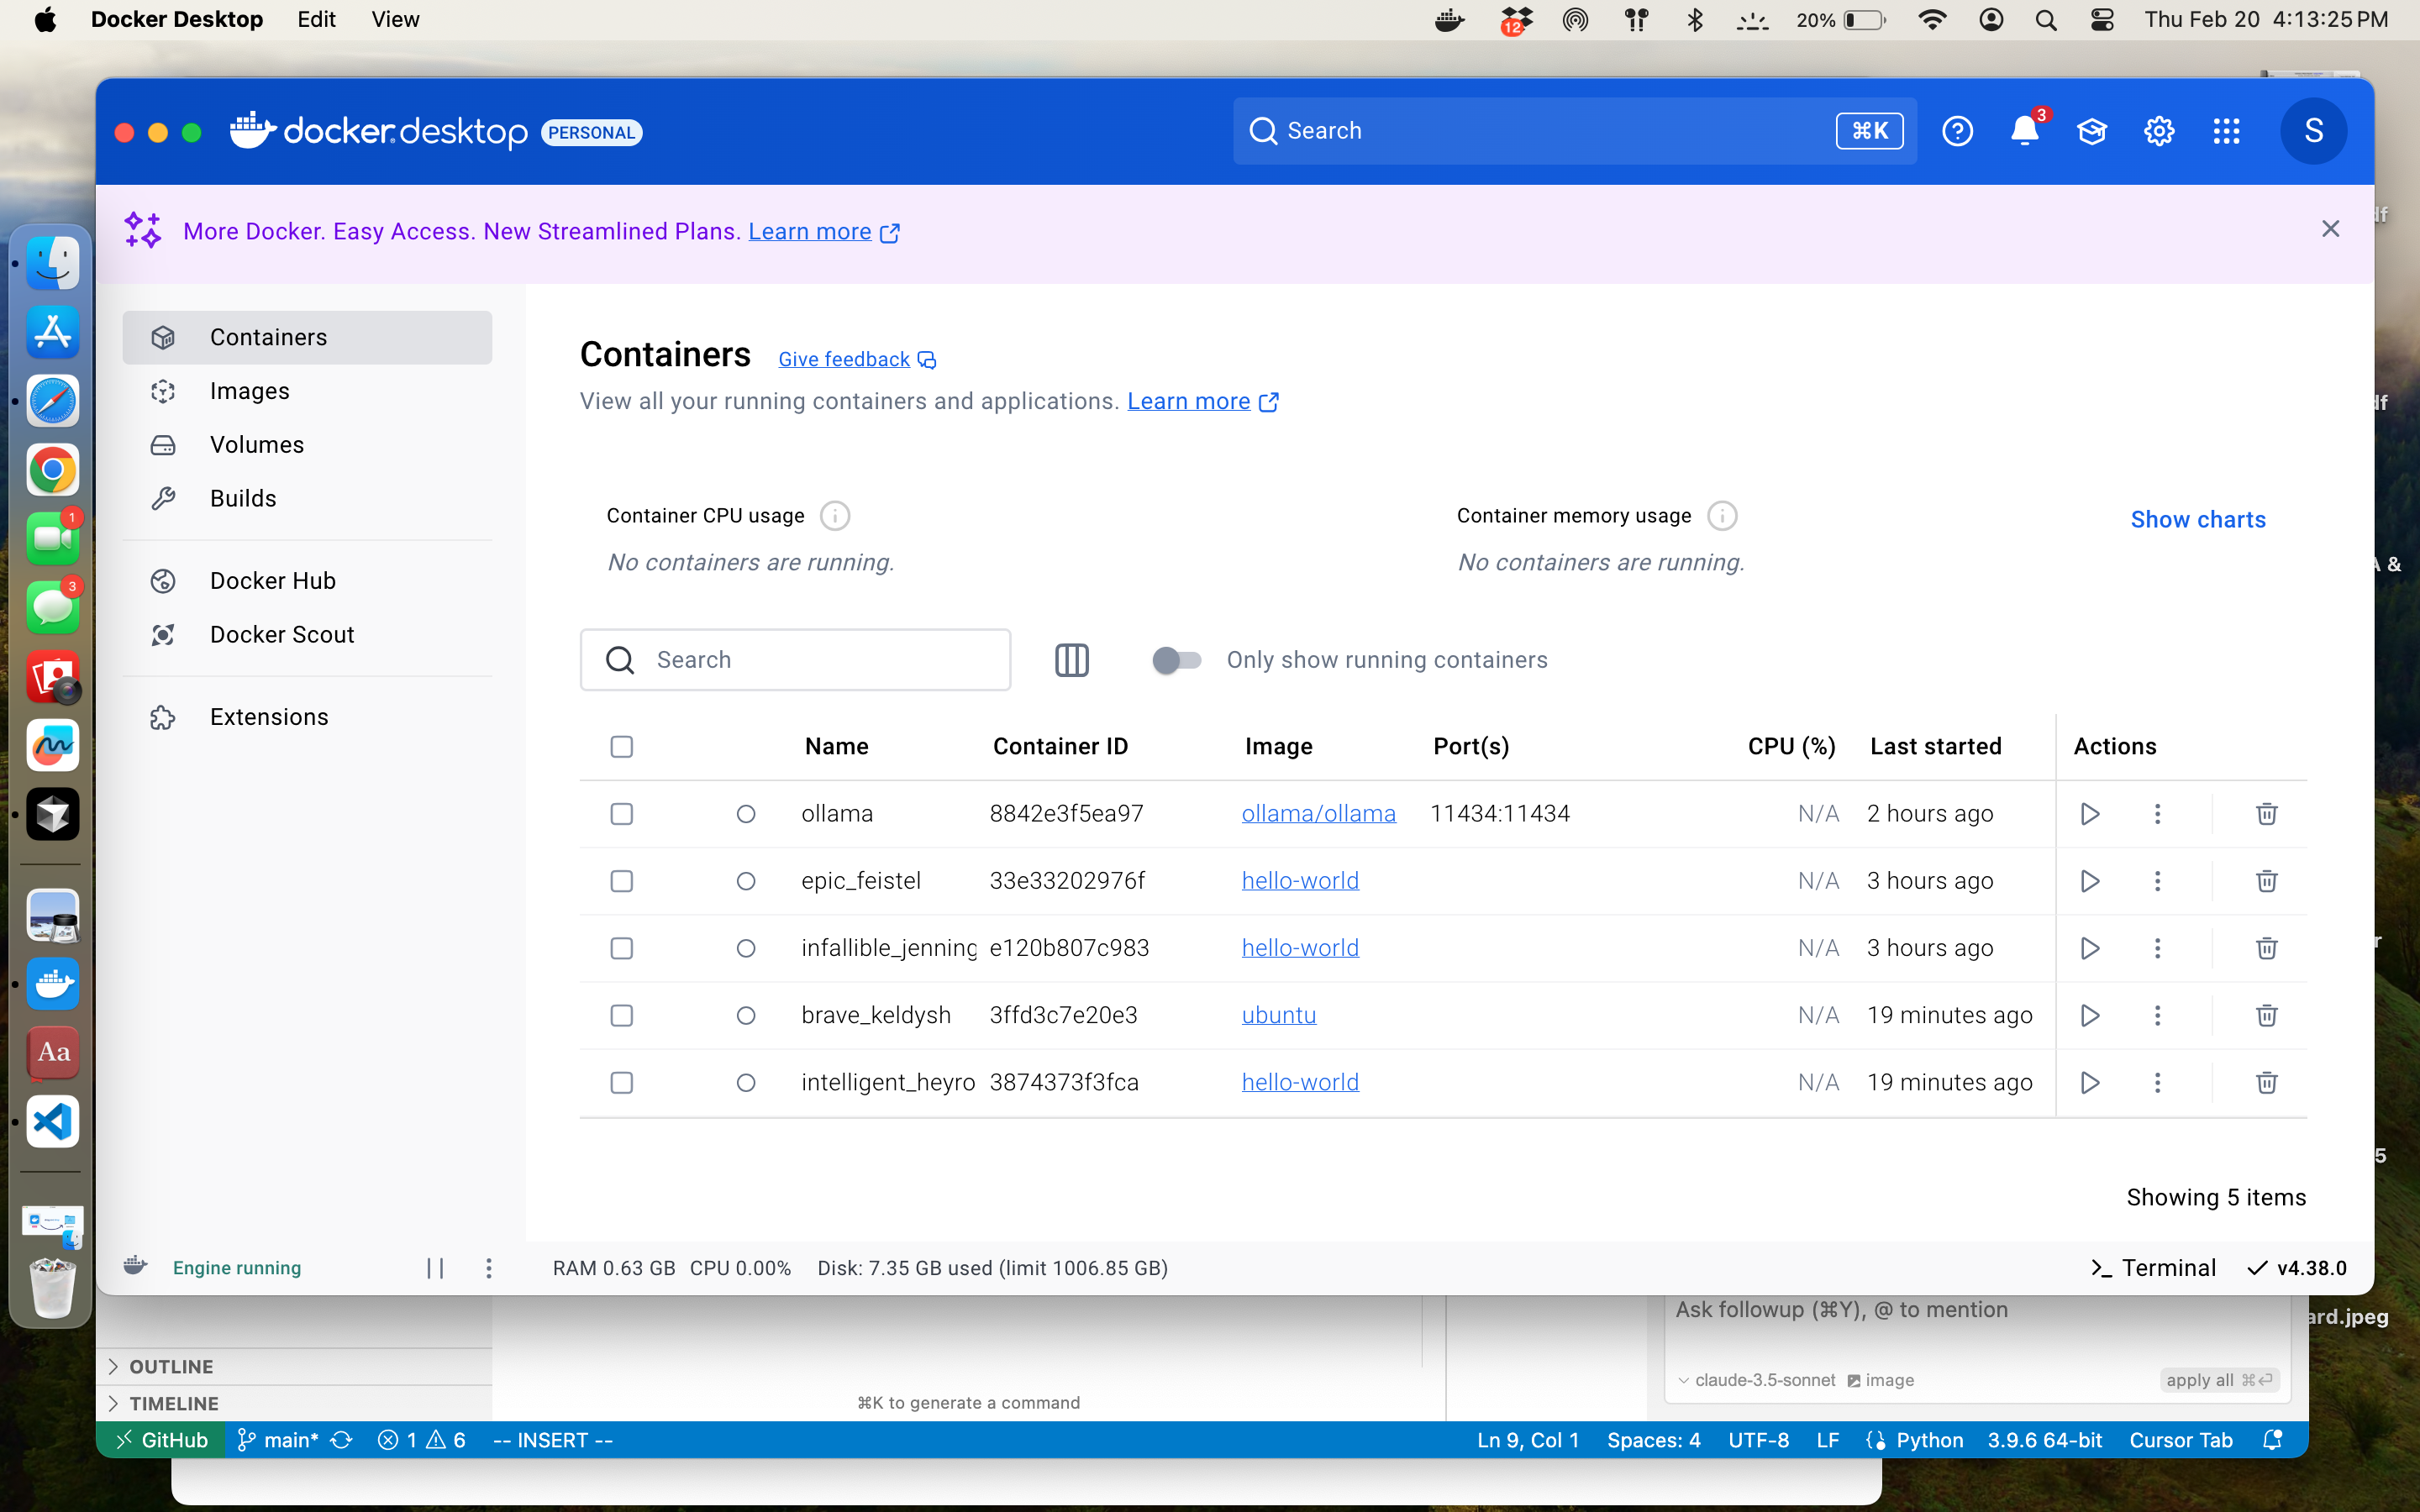 Docker Desktop Edit View 12 20% Thu Feb 20 4:13:25 PM
docker desktop PERSONAL Search ⌘K 3 S
More Docker. Easy Access. New Streamlined Plans. Learn more
Containers
Images
Volumes
Builds
Docker Hub
Docker Scout
Extensions
Containers Give feedback
View all your running containers and applications. Learn more
Container CPU usage
No containers are running.
Container memory usage
No containers are running.
Show charts
Search
Only show running containers
Name Container ID Image Port(s) CPU (%) Last started Actions
ollama 8842e3f5ea97 ollama/ollama 11434:11434 N/A 2 hours ago
epic_feistel 33e33202976f hello-world N/A 3 hours ago
infallible_jenning e120b807c983 hello-world N/A 3 hours ago
brave_keldysh 3ffd3c7e20e3 ubuntu N/A 19 minutes ago
intelligent_heyro 3874373f3fca hello-world N/A 19 minutes ago
Showing 5 items
Engine running RAM 0.63 GB CPU 0.00% Disk: 7.35 GB used (limit 1006.85 GB) Terminal v4.38.0
Ask followup (⌘Y), @ to mention
OUTLINE
TIMELINE
⌘K to generate a command
claude-3.5-sonnet image apply all ⌘⏎
GitHub main* 1 6 -- INSERT -- Ln 9, Col 1 Spaces: 4 UTF-8 LF Python 3.9.6 64-bit Cursor Tab
1
3
Aa
df
df
A &
r
5
ard.jpeg